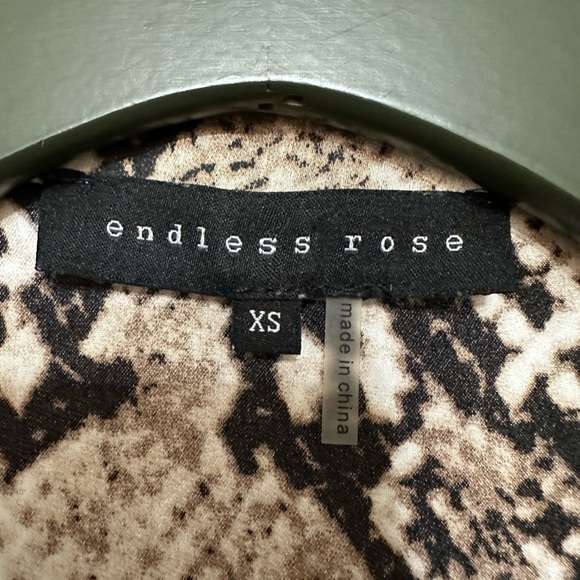 endless rose
XS
made in china